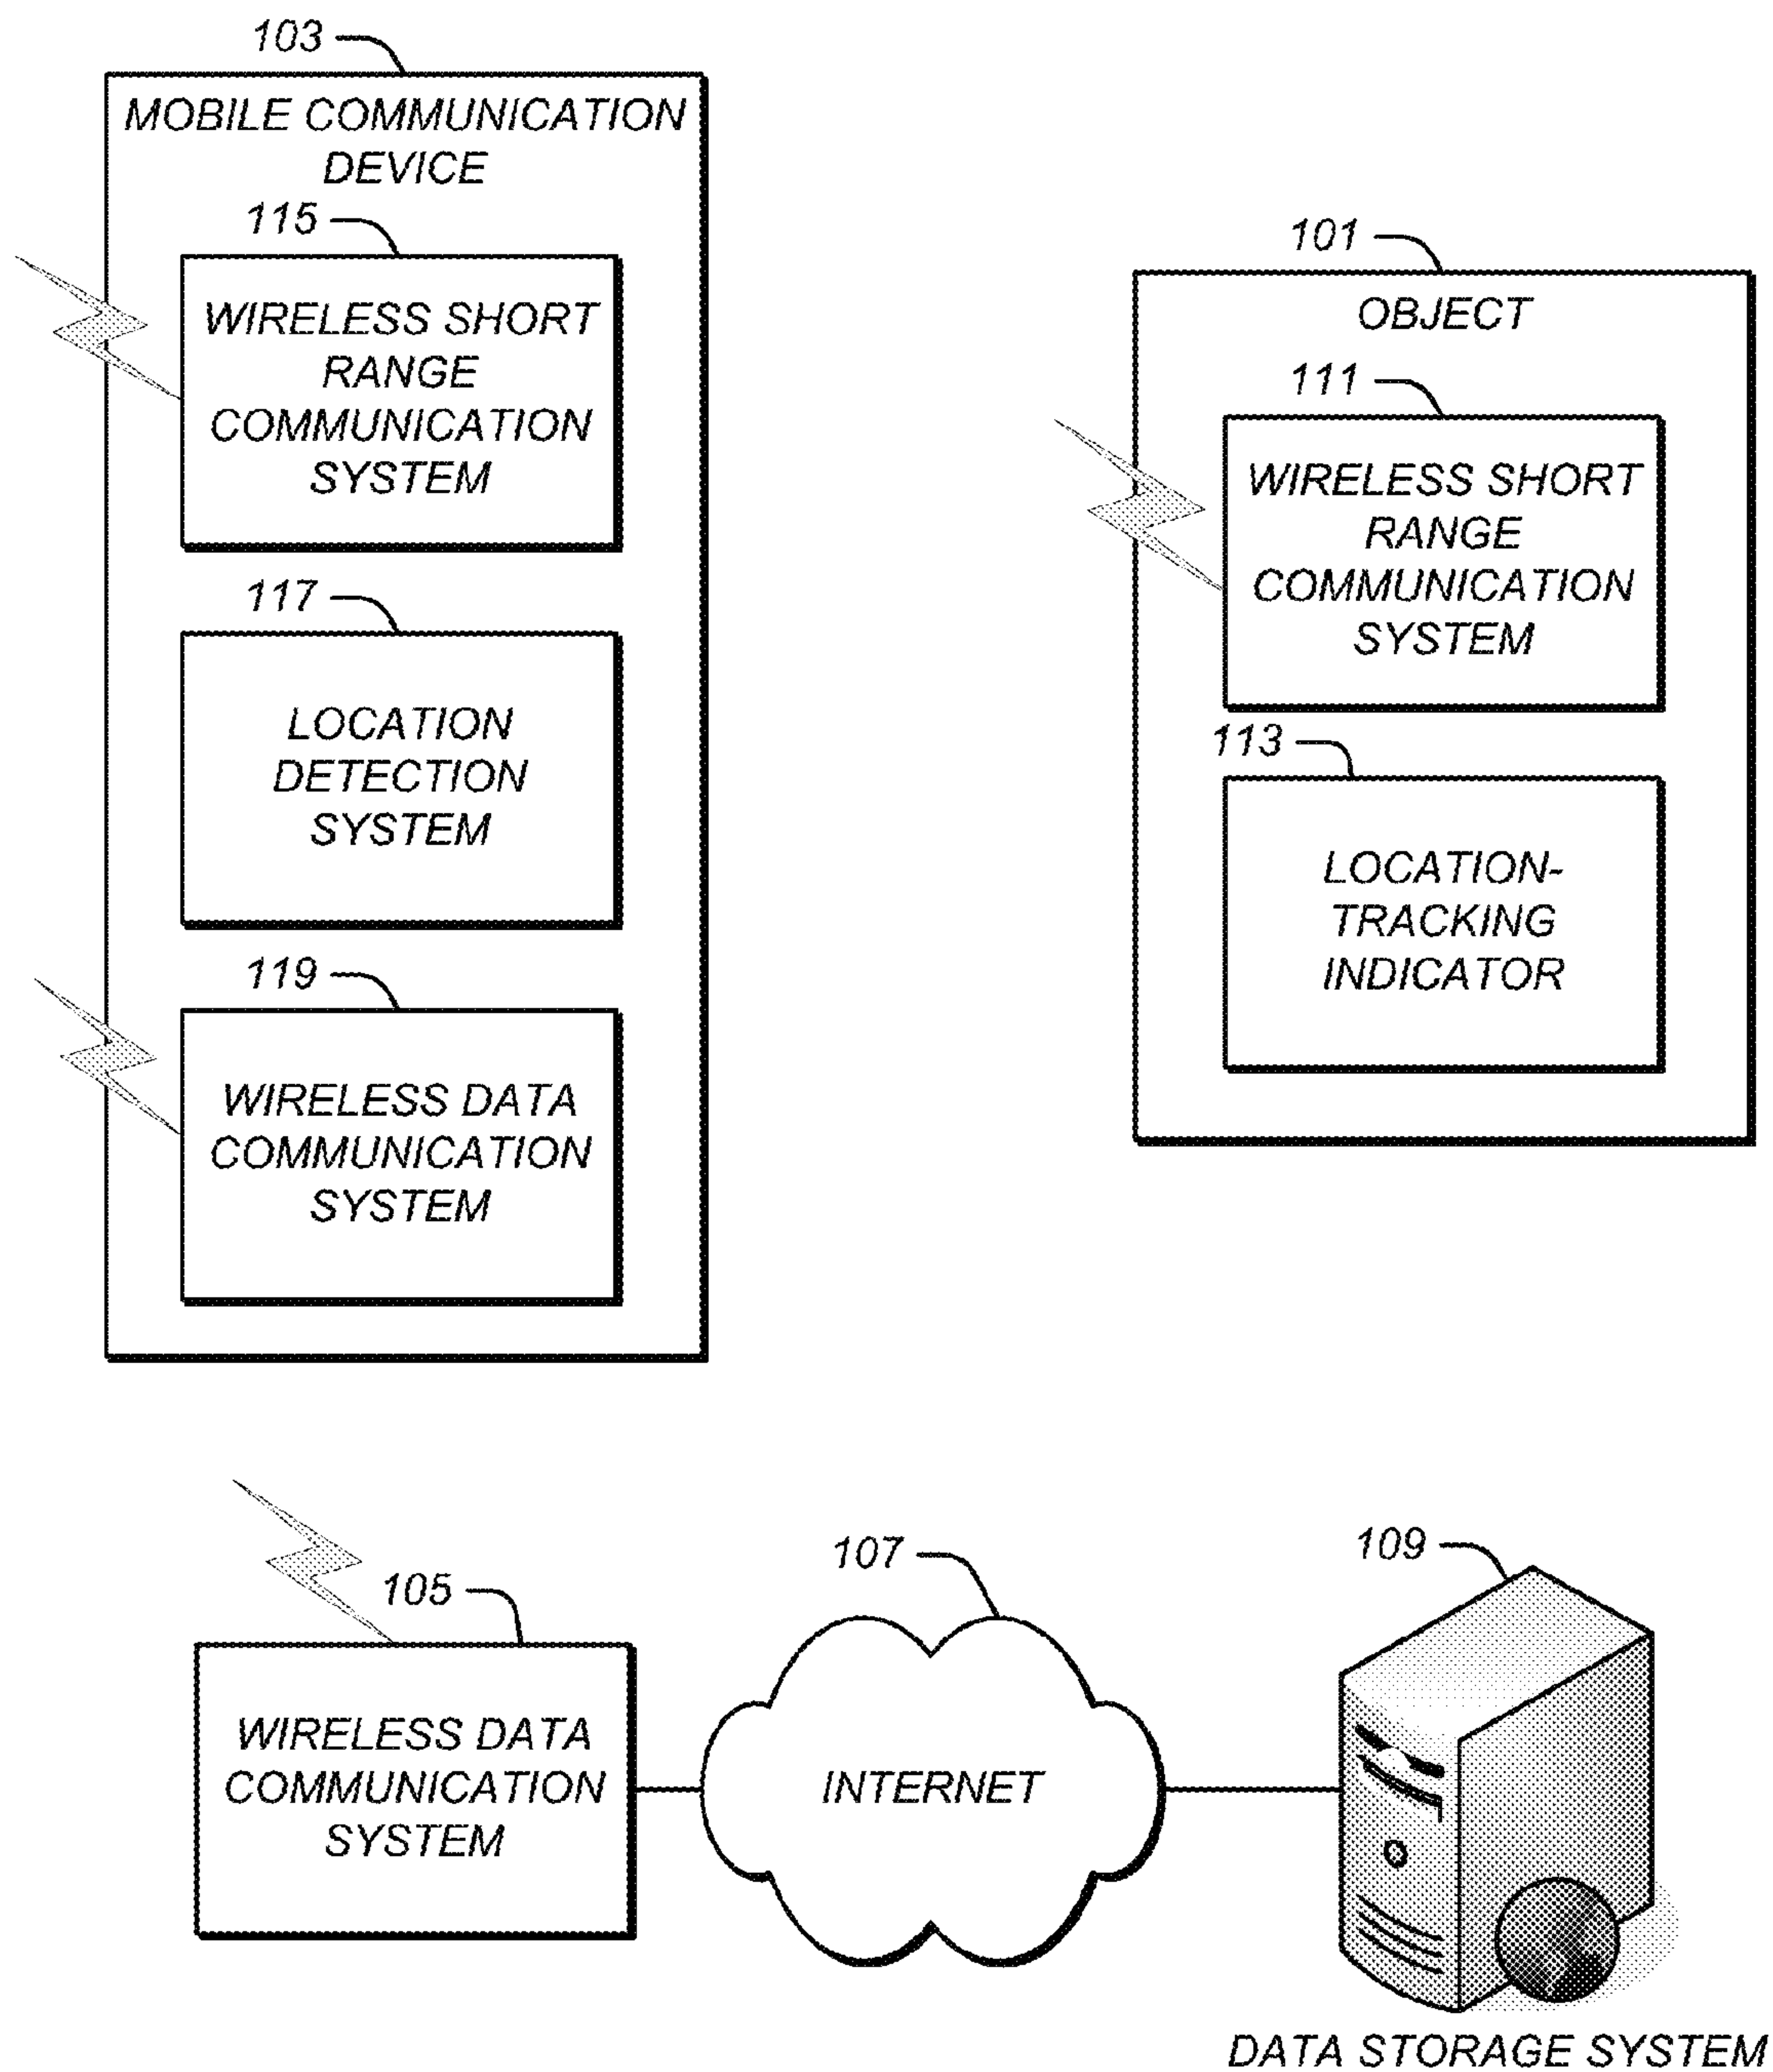 103
MOBILE COMMUNICATION
DEVICE
115
WIRELESS SHORT
RANGE
COMMUNICATION
SYSTEM
117
LOCATION
DETECTION
SYSTEM
119
WIRELESS DATA
COMMUNICATION
SYSTEM
101
OBJECT
111
WIRELESS SHORT
RANGE
COMMUNICATION
SYSTEM
113
LOCATION-
TRACKING
INDICATOR
105
WIRELESS DATA
COMMUNICATION
SYSTEM
107
INTERNET
109
DATA STORAGE SYSTEM